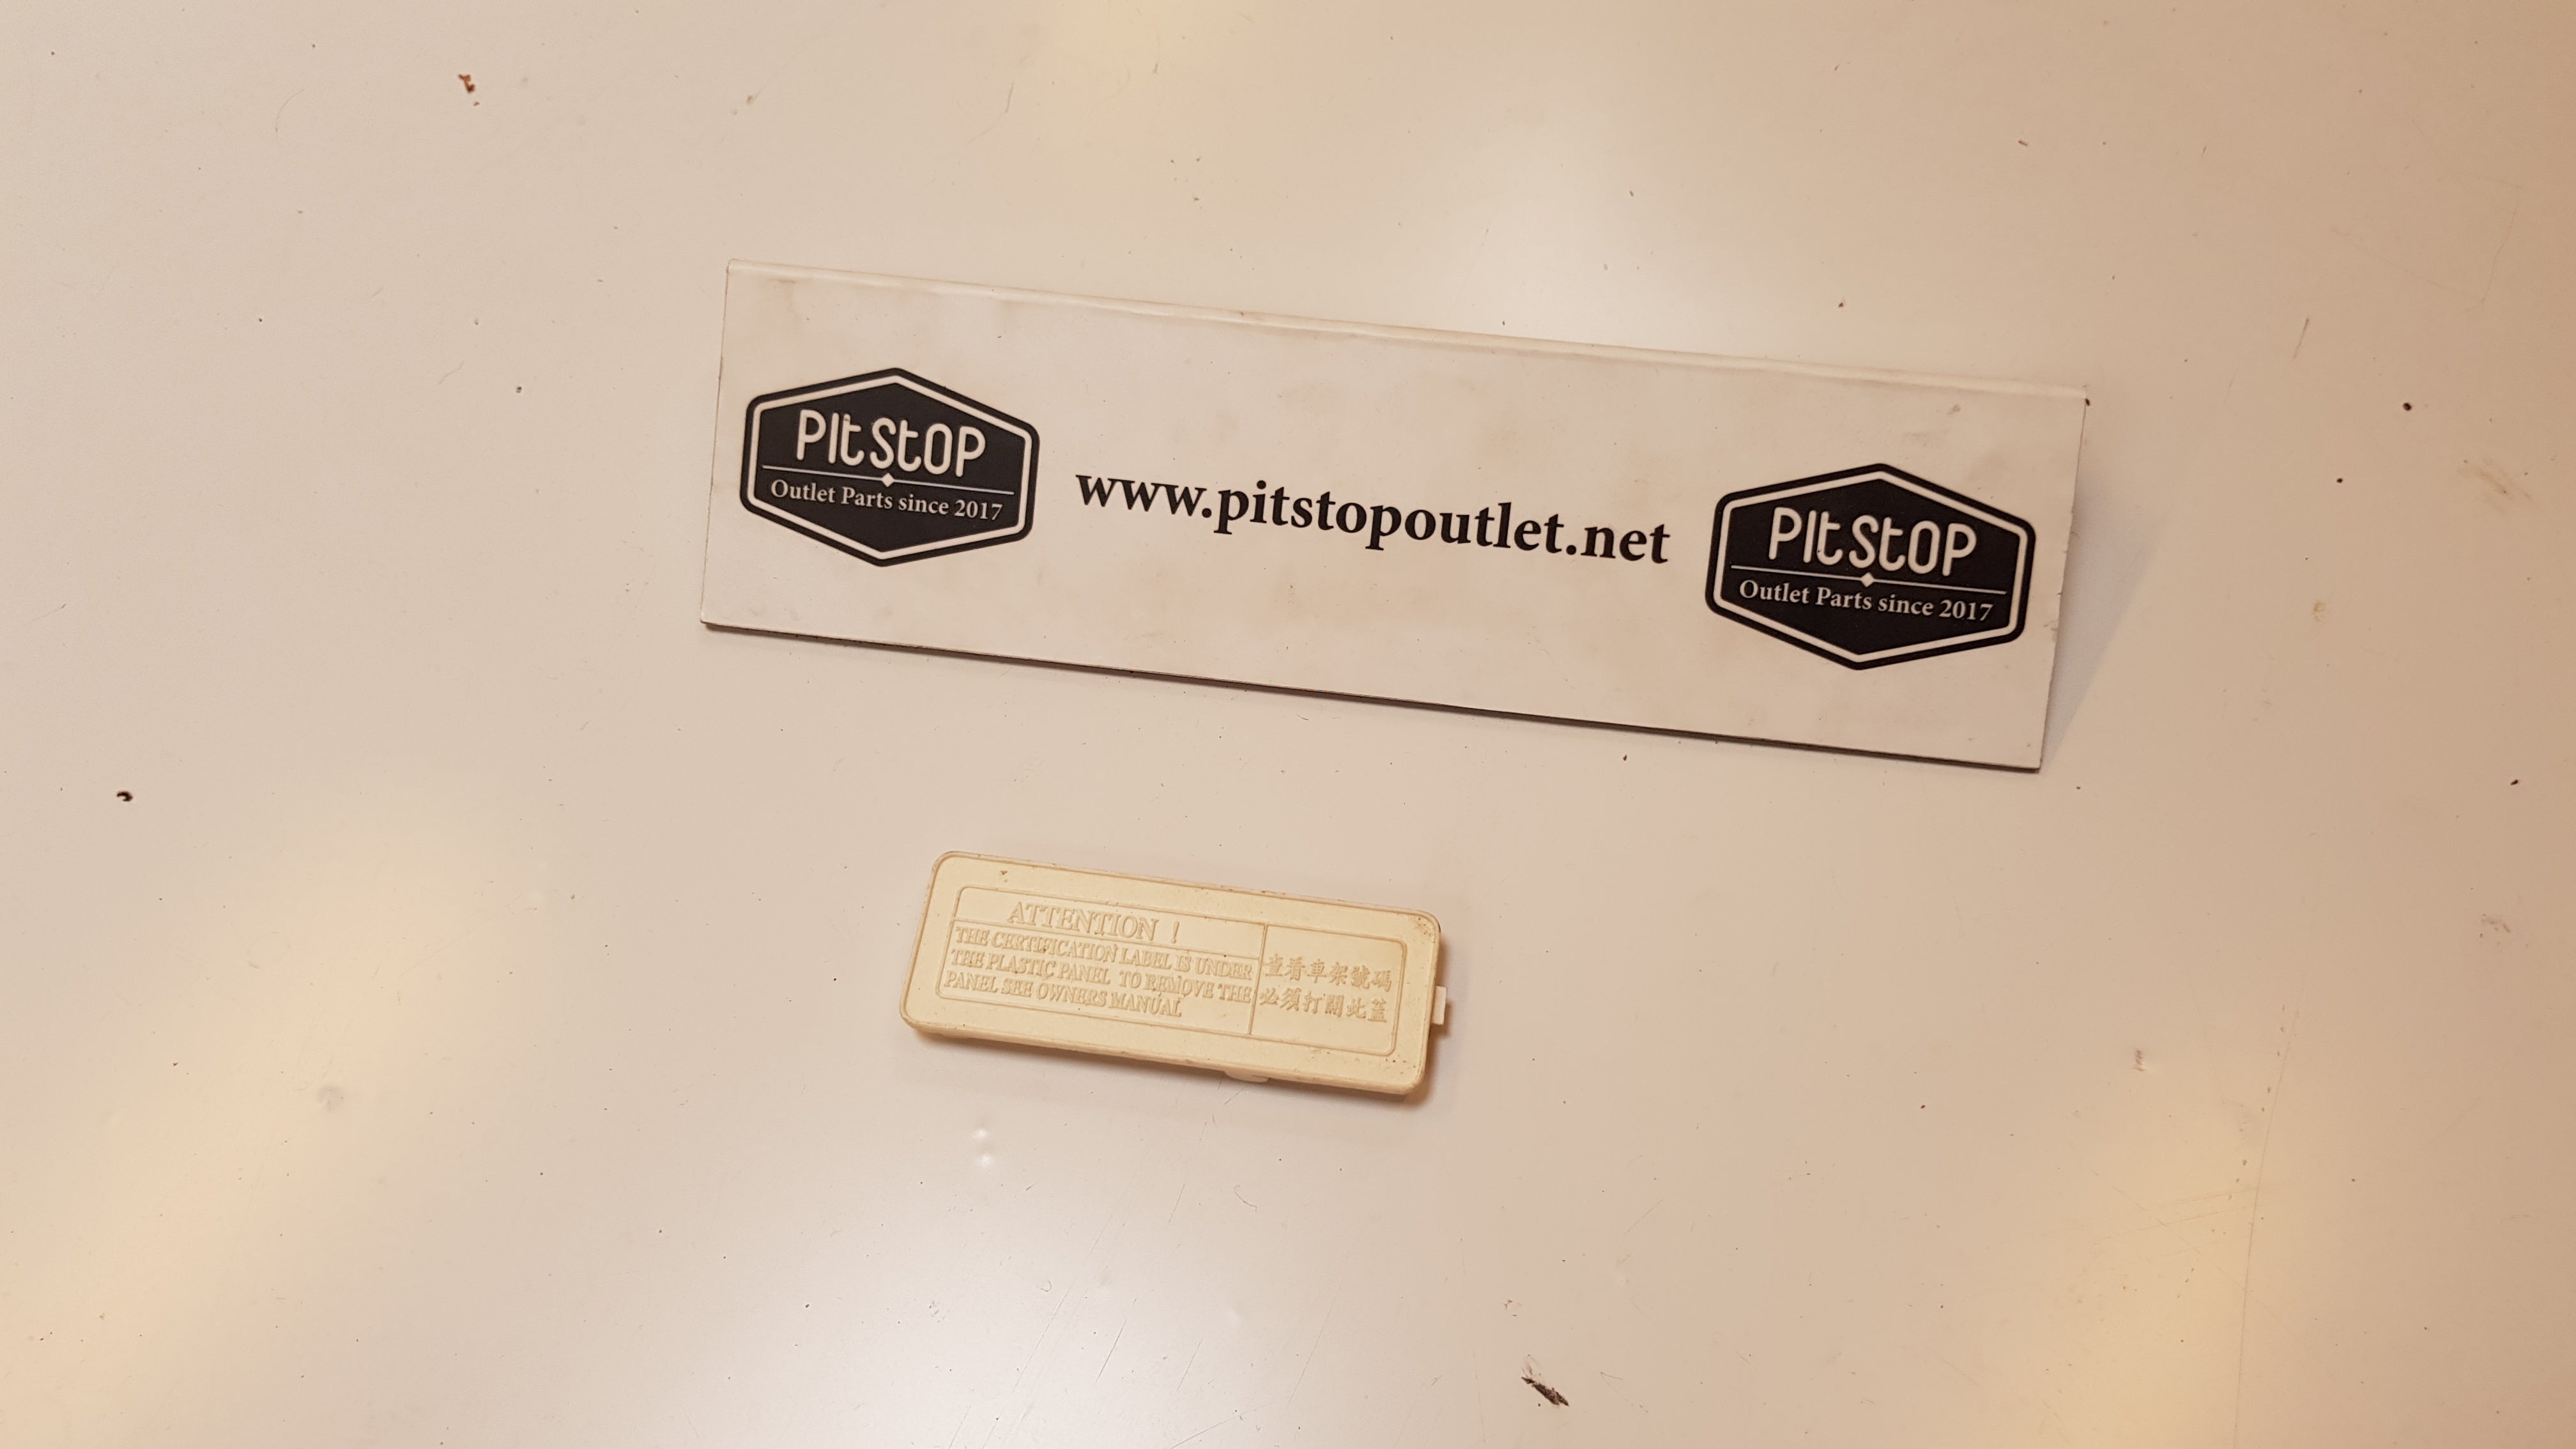 PItStOP
Outlet Parts since 2017
www.pitstopoutlet.net
PItStOP
Outlet Parts since 2017
ATTENTION !
THE CERTIFICATION LABEL IS UNDER
THE PLASTIC PANEL TO REMOVE THE
PANEL SEE OWNERS MANUAL
查看車架號碼
必須打開此蓋